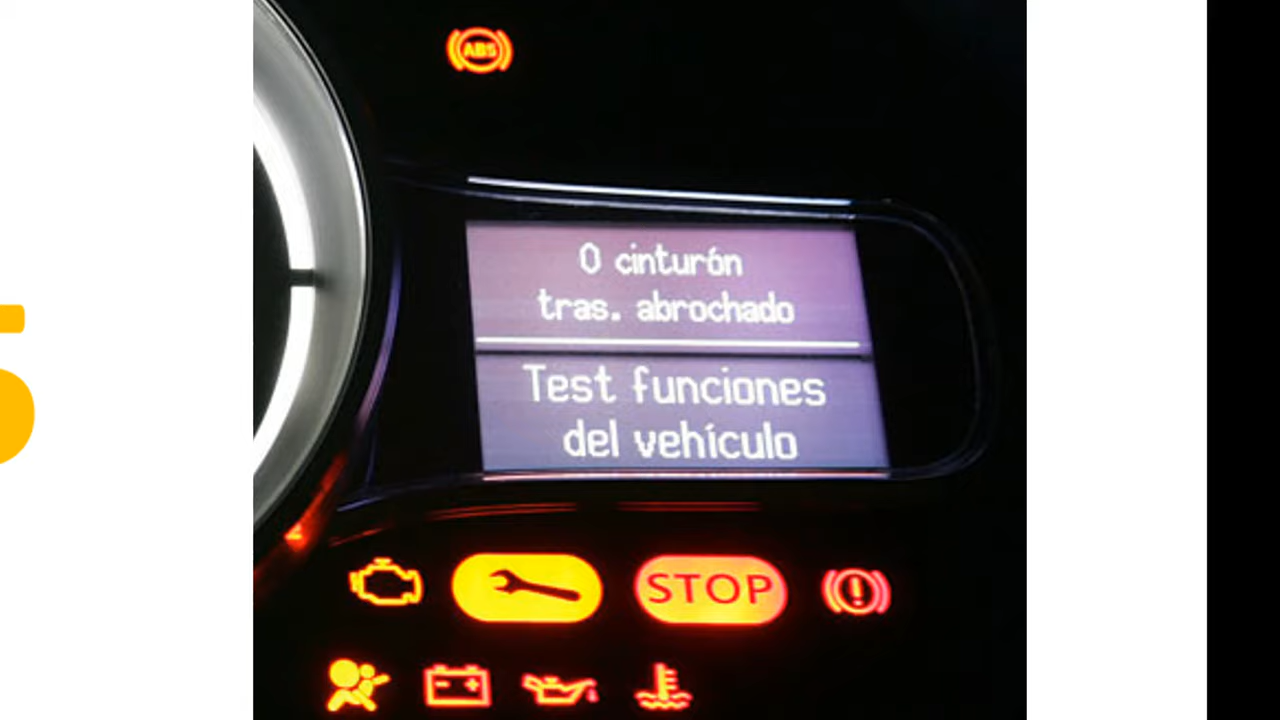 ABS
0 cinturón
tras. abrochado
Test funciones
del vehículo
STOP